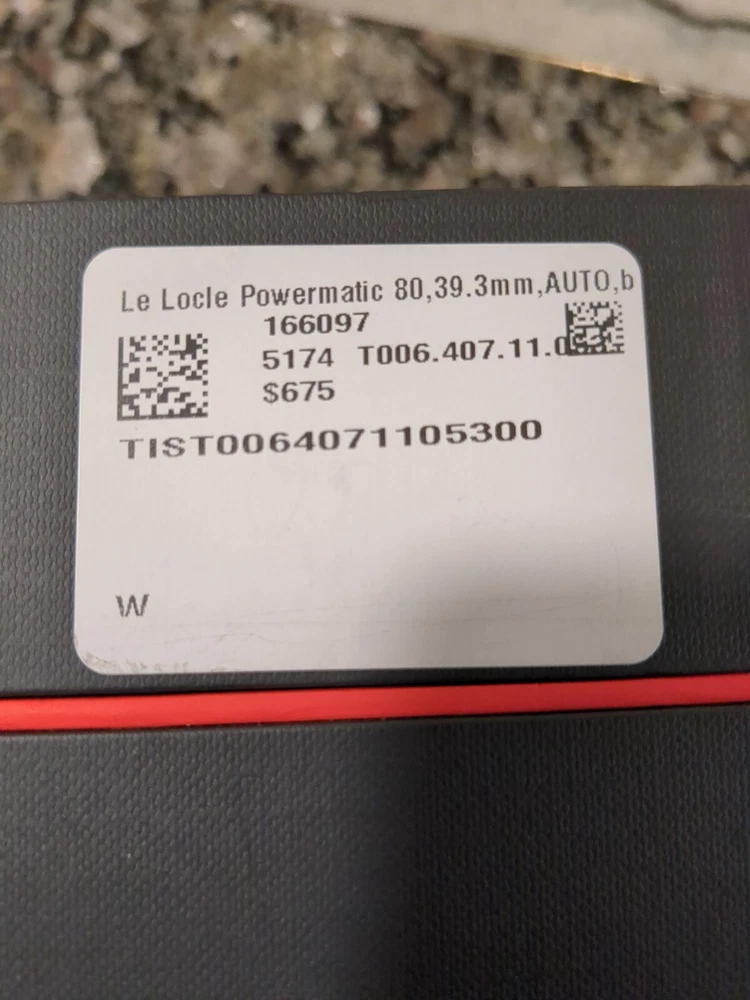 Le Locle Powermatic 80,39.3mm,AUTO,b
166097
5174 T006.407.11.0
$675
TIST0064071105300
W